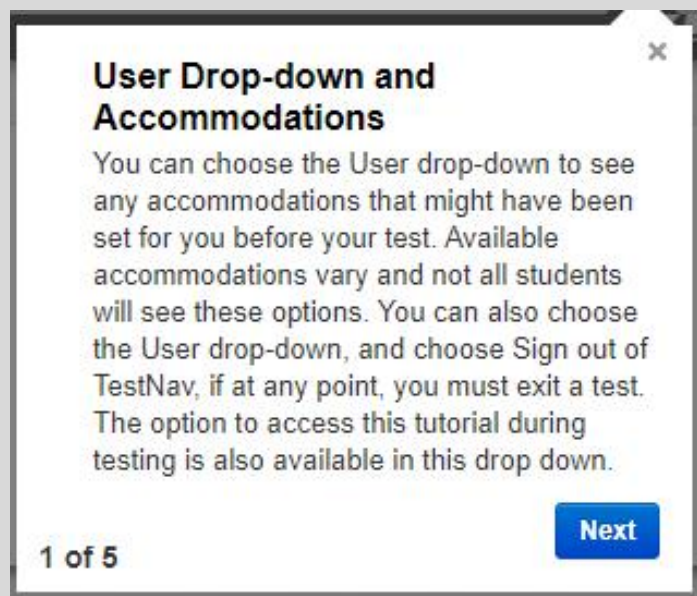 ×
User Drop-down and
Accommodations
You can choose the User drop-down to see
any accommodations that might have been
set for you before your test. Available
accommodations vary and not all students
will see these options. You can also choose
the User drop-down, and choose Sign out of
TestNav, if at any point, you must exit a test.
The option to access this tutorial during
testing is also available in this drop down.
Next
1 of 5